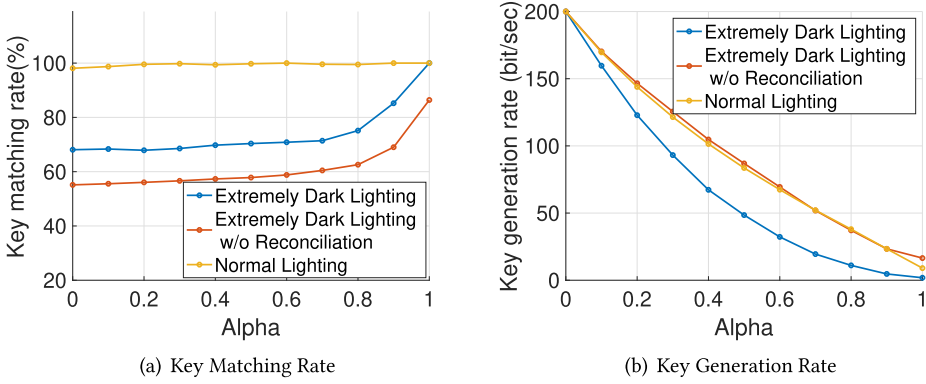 Key matching rate(%)
100
80
60
40
20
0
0.2
0.4
0.6
0.8
1
Alpha
Extremely Dark Lighting
Extremely Dark Lighting
w/o Reconciliation
Normal Lighting
(a) Key Matching Rate
Key generation rate (bit/sec)
200
150
100
50
0
0
0.2
0.4
0.6
0.8
1
Alpha
Extremely Dark Lighting
Extremely Dark Lighting
w/o Reconciliation
Normal Lighting
(b) Key Generation Rate